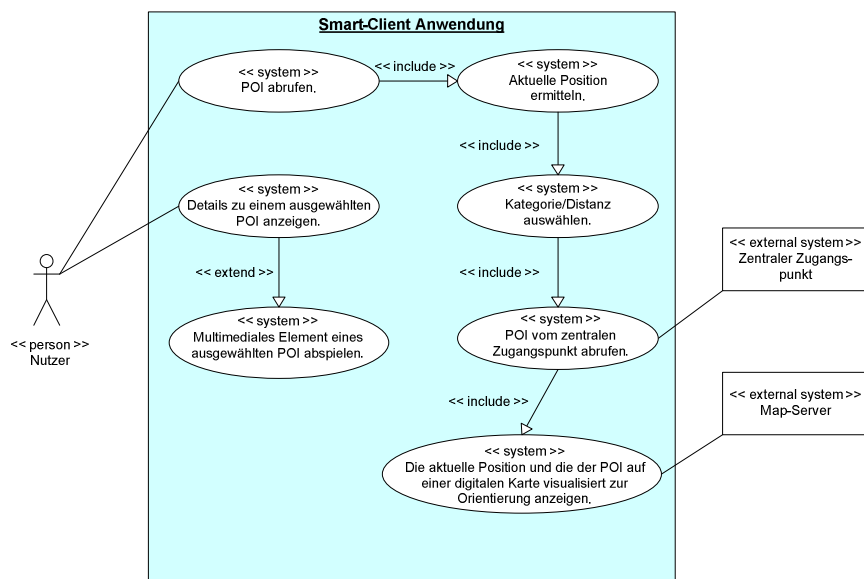 Smart-Client Anwendung
<< system >>
POI abrufen.
<< include >>
<< system >>
Aktuelle Position
ermitteln.
<< include >>
<< system >>
Details zu einem ausgewählten
POI anzeigen.
<< system >>
Kategorie/Distanz
auswählen.
<< extend >>
<< include >>
<< external system >>
Zentraler Zugangs-
punkt
<< person >>
Nutzer
<< system >>
Multimediales Element eines
ausgewählten POI abspielen.
<< system >>
POI vom zentralen
Zugangspunkt abrufen.
<< include >>
<< external system >>
Map-Server
<< system >>
Die aktuelle Position und die der POI auf
einer digitalen Karte visualisiert zur
Orientierung anzeigen.